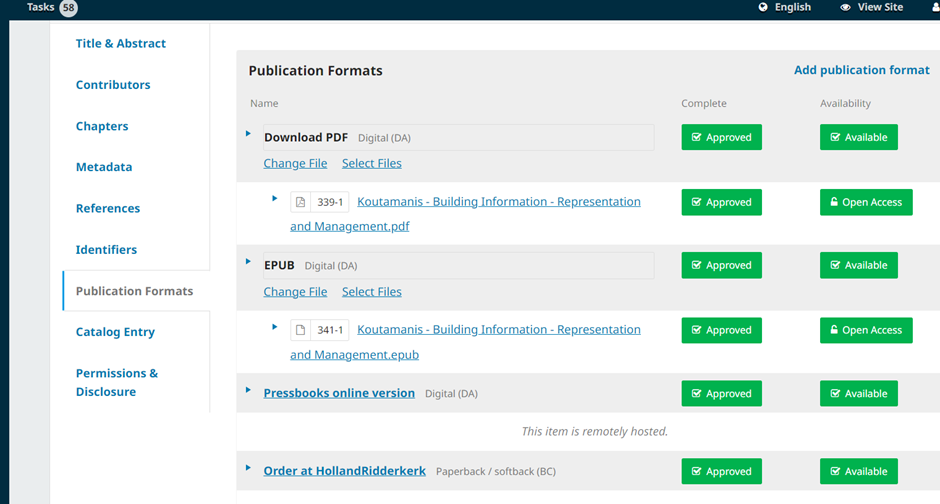 Tasks 58 English View Site
Title & Abstract
Contributors
Chapters
Metadata
References
Identifiers
Publication Formats
Catalog Entry
Permissions &
Disclosure
Publication Formats Add publication format
Name Complete Availability
Download PDF Digital (DA) Approved Available
Change File Select Files
339-1 Koutamanis - Building Information - Representation Approved Open Access
and Management.pdf
EPUB Digital (DA) Approved Available
Change File Select Files
341-1 Koutamanis - Building Information - Representation Approved Open Access
and Management.epub
Pressbooks online version Digital (DA) Approved Available
This item is remotely hosted.
Order at HollandRidderkerk Paperback / softback (BC) Approved Available